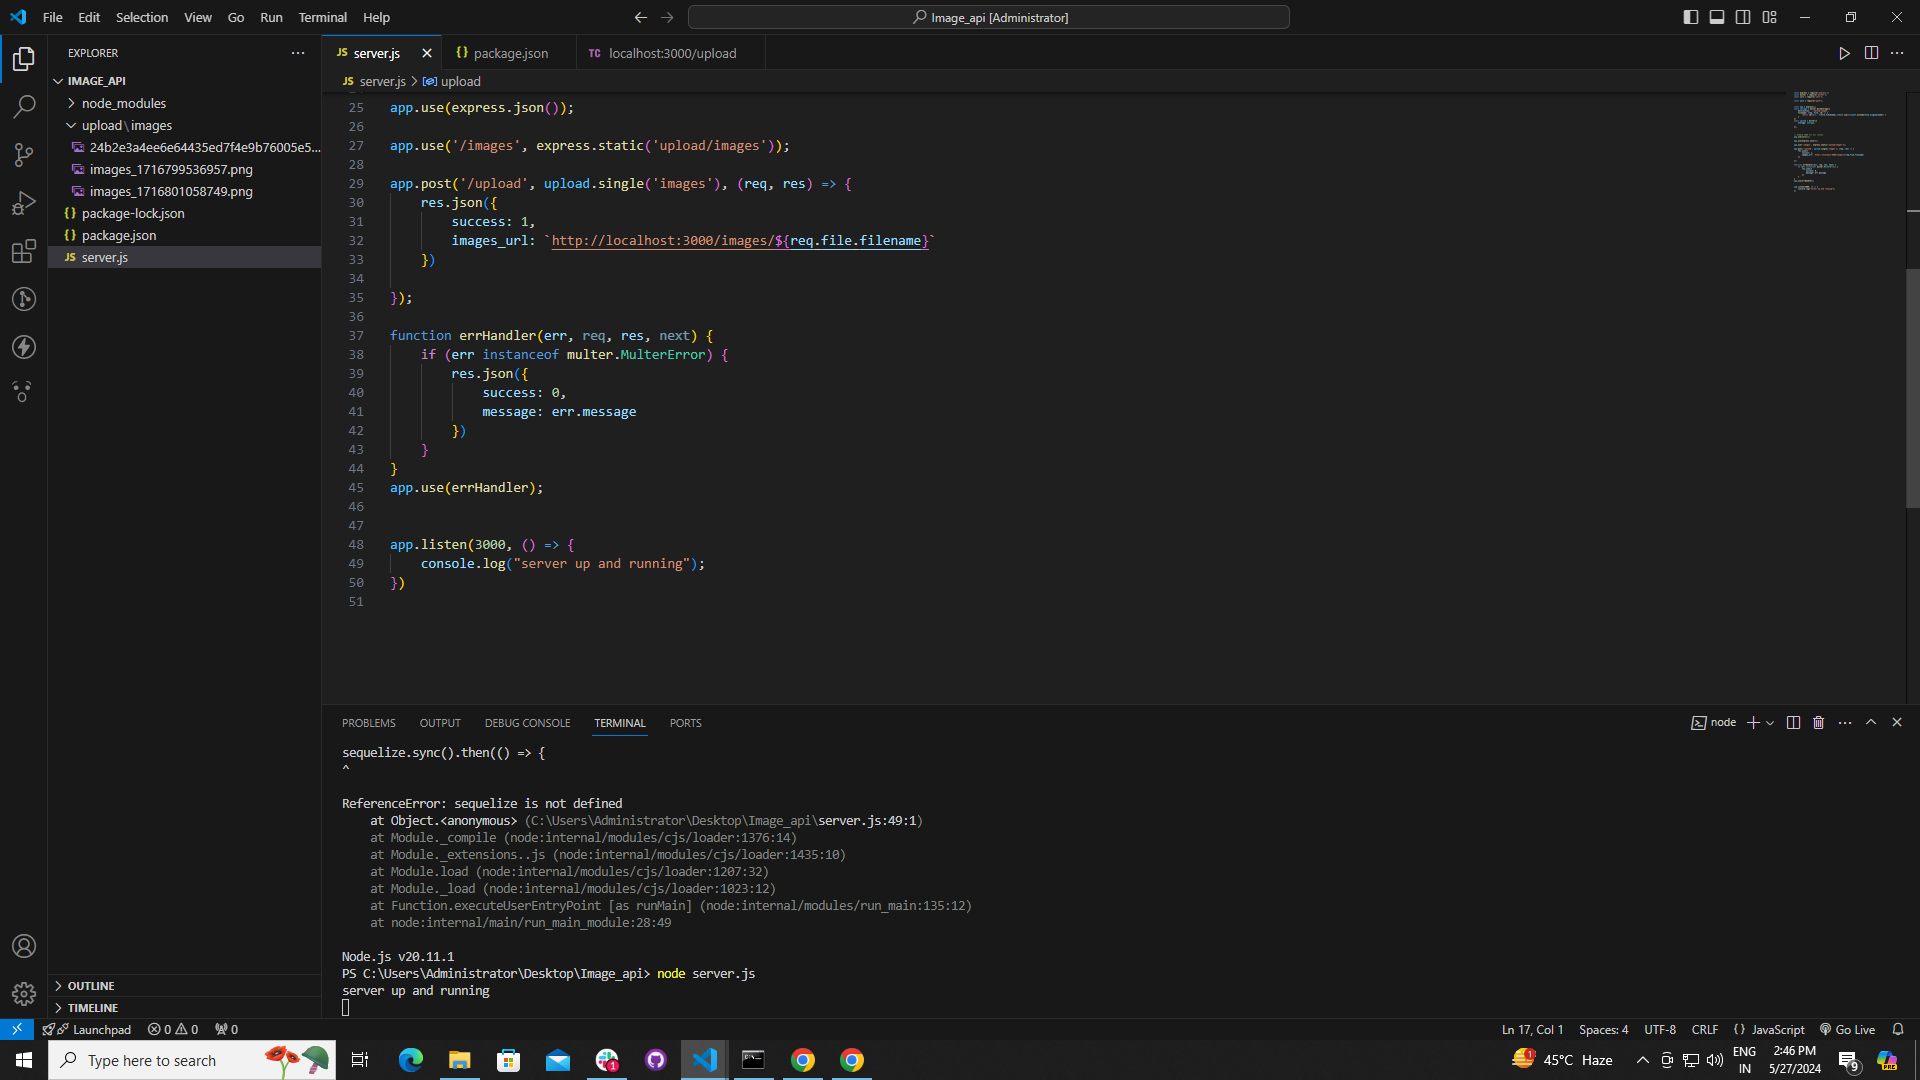 File Edit Selection View Go Run Terminal Help
Image_api [Administrator]
EXPLORER
IMAGE_API
node_modules
upload\images
24b2e3a4ee6e64435ed7f4e9b76005e5...
images_1716799536957.png
images_1716801058749.png
package-lock.json
package.json
server.js
OUTLINE
TIMELINE
JS server.js {} package.json TC localhost:3000/upload
JS server.js > upload
25 app.use(express.json());
26
27 app.use('/images', express.static('upload/images'));
28
29 app.post('/upload', upload.single('images'), (req, res) => {
30 res.json({
31 success: 1,
32 images_url: `http://localhost:3000/images/${req.file.filename}`
33 })
34
35 });
36
37 function errHandler(err, req, res, next) {
38 if (err instanceof multer.MulterError) {
39 res.json({
40 success: 0,
41 message: err.message
42 })
43 }
44 }
45 app.use(errHandler);
46
47
48 app.listen(3000, () => {
49 console.log("server up and running");
50 })
51
PROBLEMS OUTPUT DEBUG CONSOLE TERMINAL PORTS
node
sequelize.sync().then(() => {
^
ReferenceError: sequelize is not defined
at Object.<anonymous> (C:\Users\Administrator\Desktop\Image_api\server.js:49:1)
at Module._compile (node:internal/modules/cjs/loader:1376:14)
at Module._extensions..js (node:internal/modules/cjs/loader:1435:10)
at Module.load (node:internal/modules/cjs/loader:1207:32)
at Module._load (node:internal/modules/cjs/loader:1023:12)
at Function.executeUserEntryPoint [as runMain] (node:internal/modules/run_main:135:12)
at node:internal/main/run_main_module:28:49
Node.js v20.11.1
PS C:\Users\Administrator\Desktop\Image_api> node server.js
server up and running
Launchpad 0 0 0
Ln 17, Col 1 Spaces: 4 UTF-8 CRLF {} JavaScript Go Live
Type here to search
1
1
45°C Haze
ENG
IN
2:46 PM
5/27/2024
9
PRE